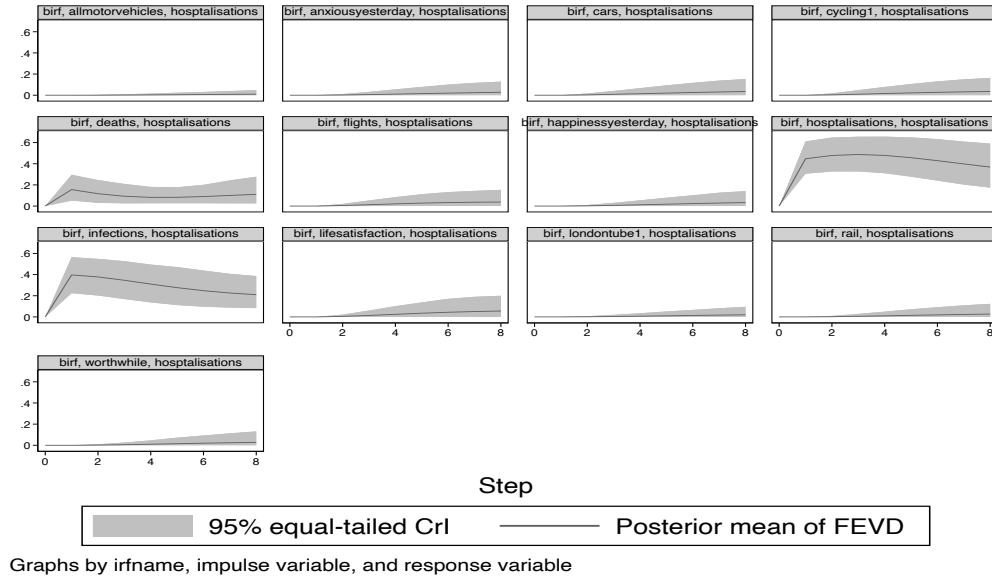 birf, allmotorvehicles, hosptalisations
birf, anxiousyesterday, hosptalisations
birf, cars, hosptalisations
birf, cycling1, hosptalisations
.6
.4
.2
0
birf, deaths, hosptalisations
birf, flights, hosptalisations
birf, happinessyesterday, hosptalisations
birf, hosptalisations, hosptalisations
.6
.4
.2
0
birf, infections, hosptalisations
birf, lifesatisfaction, hosptalisations
birf, londontube1, hosptalisations
birf, rail, hosptalisations
.6
.4
.2
0
0 2 4 6 8
0 2 4 6 8
0 2 4 6 8
birf, worthwhile, hosptalisations
.6
.4
.2
0
0 2 4 6 8
Step
95% equal-tailed CrI
Posterior mean of FEVD
Graphs by irfname, impulse variable, and response variable